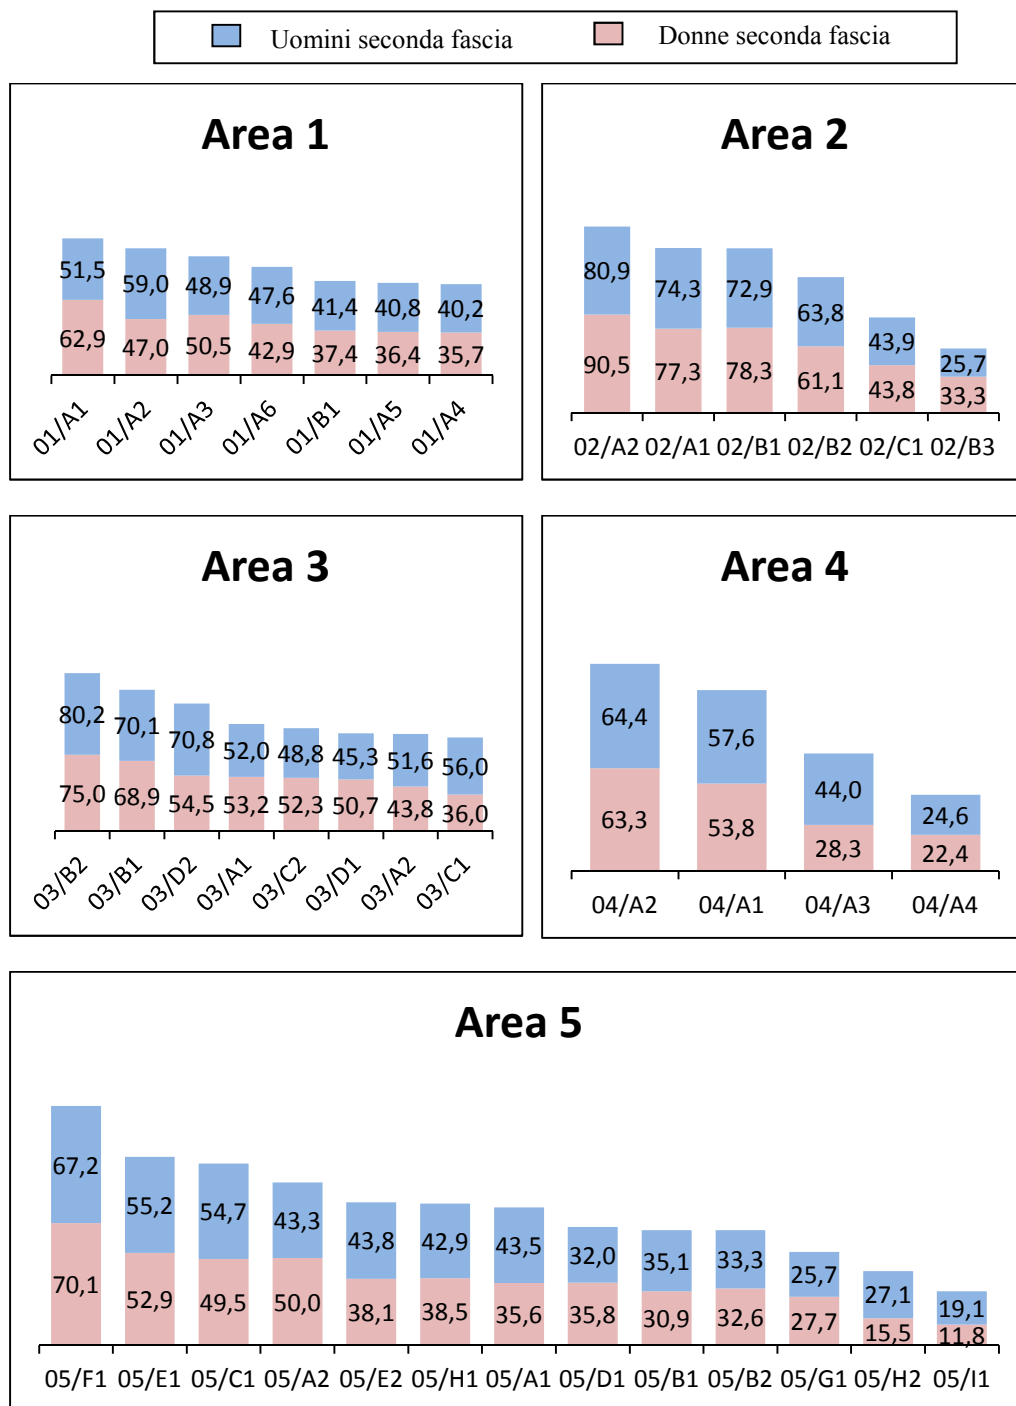 Uomini seconda fascia Donne seconda fascia
Area 1
51,5 59,0 48,9 47,6 41,4 40,8 40,2
62,9 47,0 50,5 42,9 37,4 36,4 35,7
01/A1 01/A2 01/A3 01/A6 01/B1 01/A5 01/A4
Area 2
80,9 74,3 72,9 63,8 43,9 25,7
90,5 77,3 78,3 61,1 43,8 33,3
02/A2 02/A1 02/B1 02/B2 02/C1 02/B3
Area 3
80,2 70,1 70,8 52,0 48,8 45,3 51,6 56,0
75,0 68,9 54,5 53,2 52,3 50,7 43,8 36,0
03/B2 03/B1 03/D2 03/A1 03/C2 03/D1 03/A2 03/C1
Area 4
64,4 57,6 44,0 24,6
63,3 53,8 28,3 22,4
04/A2 04/A1 04/A3 04/A4
Area 5
67,2 55,2 54,7 43,3 43,8 42,9 43,5 32,0 35,1 33,3 25,7 27,1 19,1
70,1 52,9 49,5 50,0 38,1 38,5 35,6 35,8 30,9 32,6 27,7 15,5 11,8
05/F1 05/E1 05/C1 05/A2 05/E2 05/H1 05/A1 05/D1 05/B1 05/B2 05/G1 05/H2 05/I1